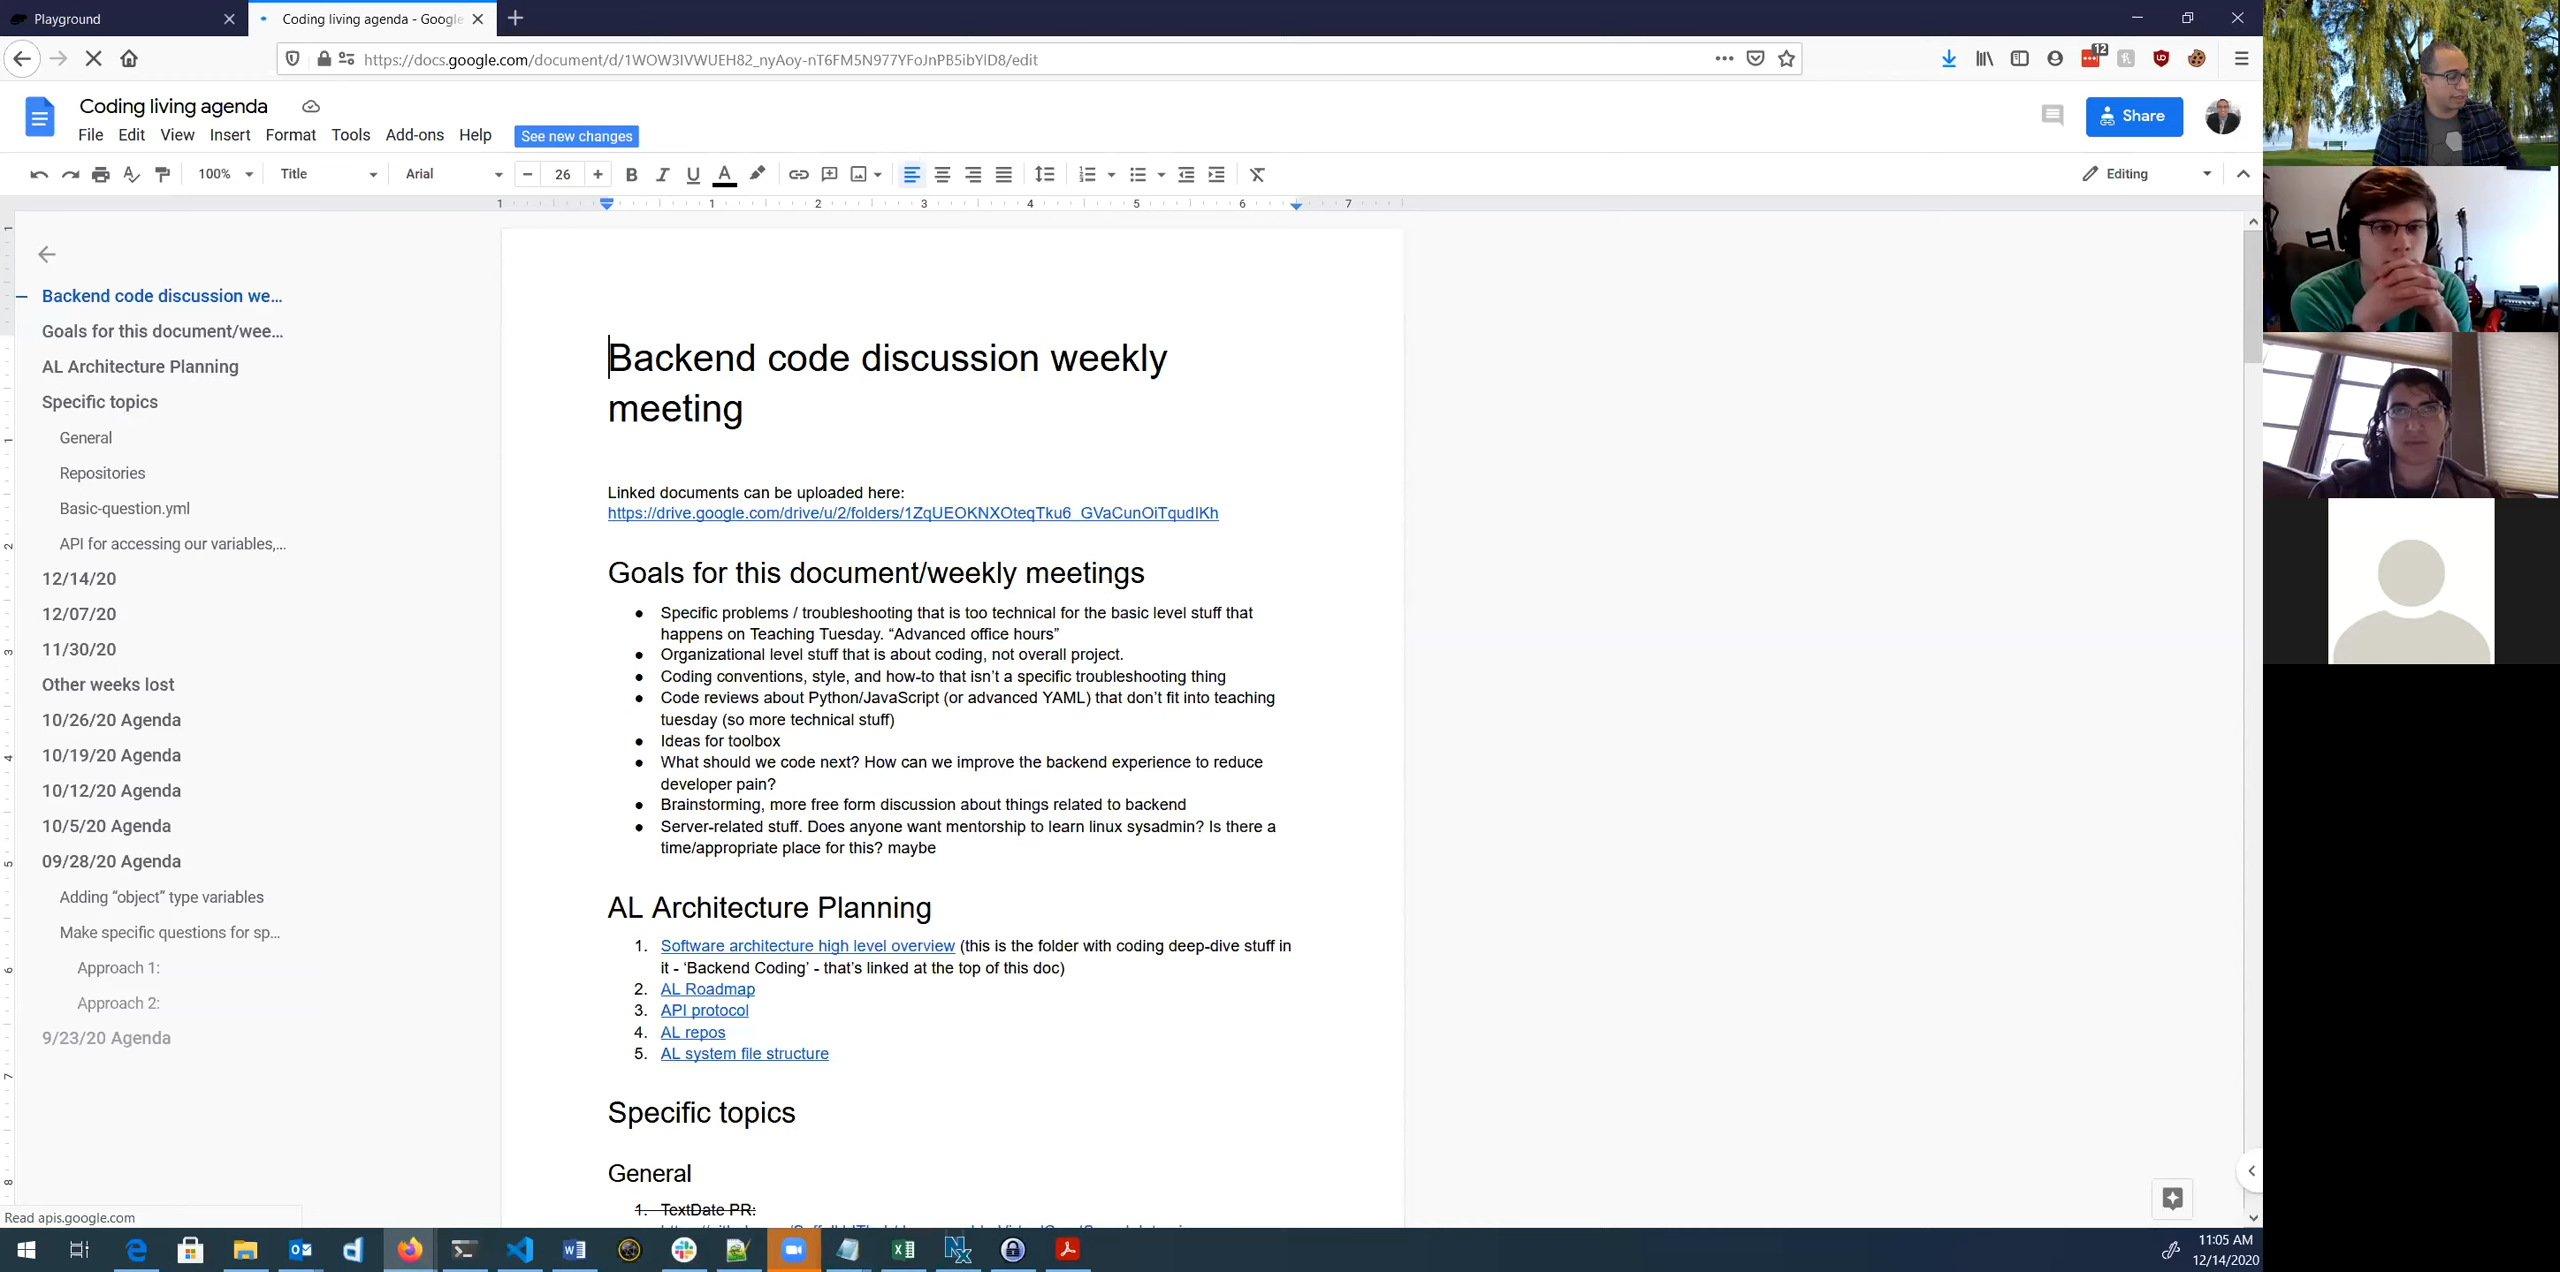 Playground
Coding living agenda - Google
https://docs.google.com/document/d/1WOW3IVWUEH82_nyAoy-nT6FM5N977YFoJnPB5ibYlD8/edit
12
Coding living agenda
File Edit View Insert Format Tools Add-ons Help See new changes
Share
100% Title Arial 26 Editing
1 1 2 3 4 5 6 7
Backend code discussion we...
Goals for this document/wee...
AL Architecture Planning
Specific topics
General
Repositories
Basic-question.yml
API for accessing our variables,...
12/14/20
12/07/20
11/30/20
Other weeks lost
10/26/20 Agenda
10/19/20 Agenda
10/12/20 Agenda
10/5/20 Agenda
09/28/20 Agenda
Adding “object” type variables
Make specific questions for sp...
Approach 1:
Approach 2:
9/23/20 Agenda
Backend code discussion weekly
meeting
Linked documents can be uploaded here:
https://drive.google.com/drive/u/2/folders/1ZqUEOKNXOteqTku6_GVaCunOiTqudIKh
Goals for this document/weekly meetings
● Specific problems / troubleshooting that is too technical for the basic level stuff that
happens on Teaching Tuesday. “Advanced office hours”
● Organizational level stuff that is about coding, not overall project.
● Coding conventions, style, and how-to that isn’t a specific troubleshooting thing
● Code reviews about Python/JavaScript (or advanced YAML) that don’t fit into teaching
tuesday (so more technical stuff)
● Ideas for toolbox
● What should we code next? How can we improve the backend experience to reduce
developer pain?
● Brainstorming, more free form discussion about things related to backend
● Server-related stuff. Does anyone want mentorship to learn linux sysadmin? Is there a
time/appropriate place for this? maybe
AL Architecture Planning
1. Software architecture high level overview (this is the folder with coding deep-dive stuff in
it - ‘Backend Coding’ - that’s linked at the top of this doc)
2. AL Roadmap
3. API protocol
4. AL repos
5. AL system file structure
Specific topics
General
1. TextDate PR:
Read apis.google.com
11:05 AM
12/14/2020